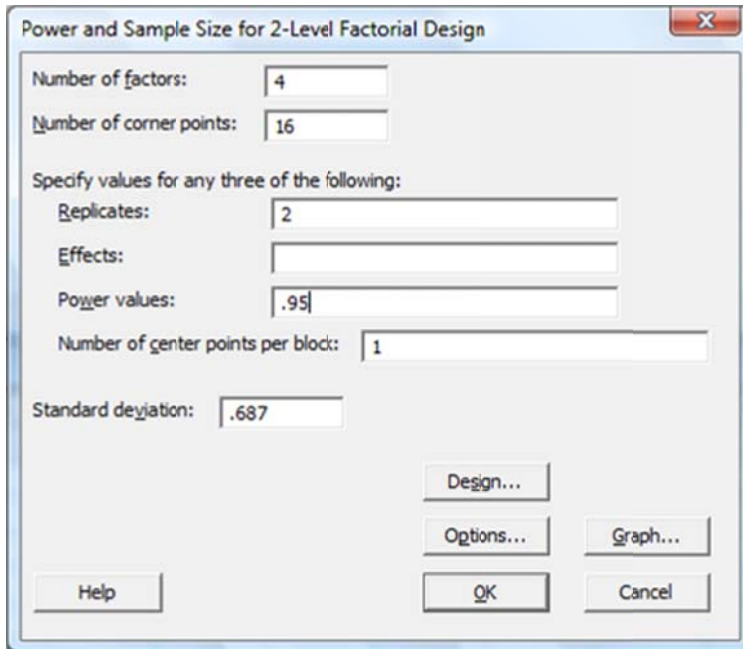 Power and Sample Size for 2-Level Factorial Design
Number of factors: 4
Number of corner points: 16
Specify values for any three of the following:
Replicates: 2
Effects:
Power values: .95
Number of center points per block: 1
Standard deviation: .687
Design...
Options... Graph...
Help OK Cancel